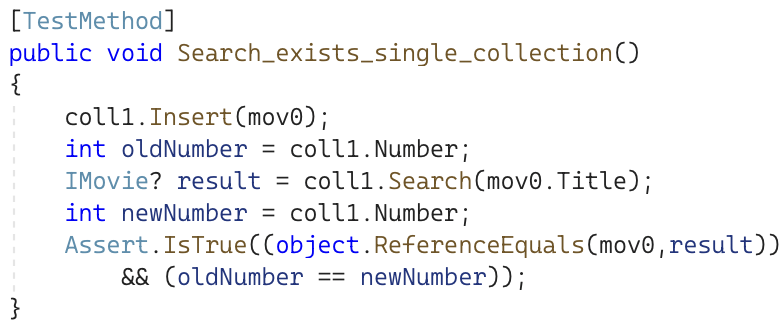 [TestMethod]
public void Search_exists_single_collection()
{
    coll1.Insert(mov0);
    int oldNumber = coll1.Number;
    IMovie? result = coll1.Search(mov0.Title);
    int newNumber = coll1.Number;
    Assert.IsTrue((object.ReferenceEquals(mov0,result))
        && (oldNumber == newNumber));
}